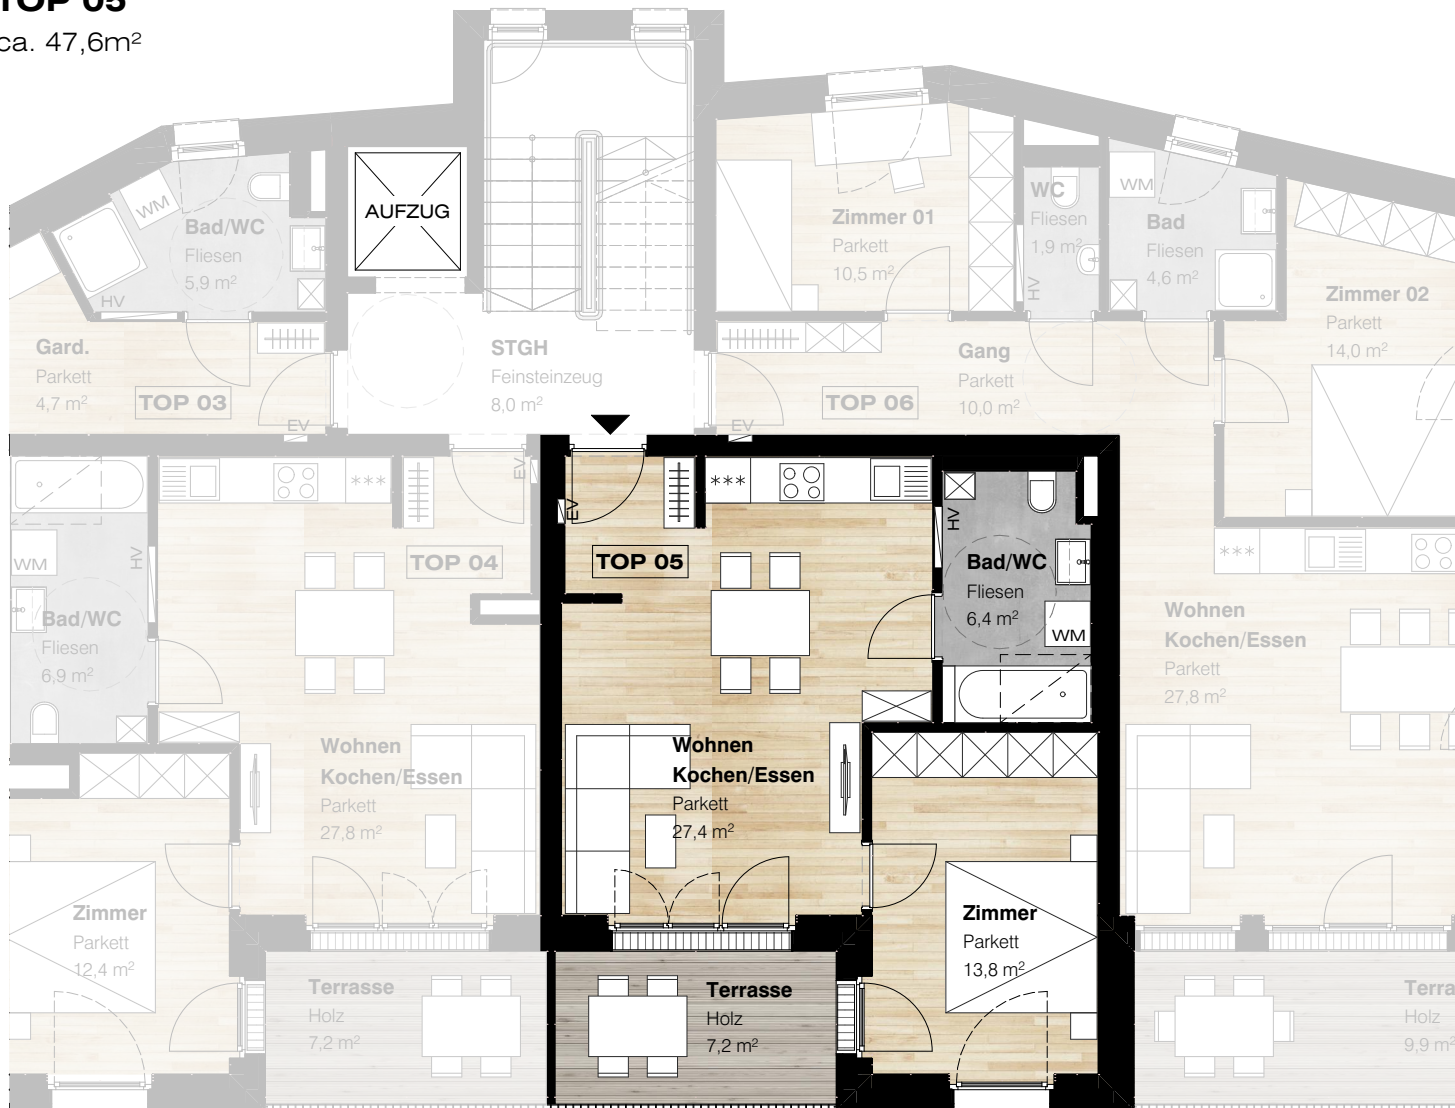 TOP 05
ca. 47,6m²
AUFZUG
WM
Bad/WC
Fliesen
5,9 m²
HV
Gard.
Parkett
4,7 m²
TOP 03
EV
STGH
Feinsteinzeug
8,0 m²
Zimmer 01
Parkett
10,5 m²
WC
Fliesen
1,9 m²
HV
WM
Bad
Fliesen
4,6 m²
Zimmer 02
Parkett
14,0 m²
Gang
Parkett
10,0 m²
TOP 06
EV
WM
HV
Bad/WC
Fliesen
6,9 m²
***
EV
TOP 04
Wohnen
Kochen/Essen
Parkett
27,8 m²
Zimmer
Parkett
12,4 m²
Terrasse
Holz
7,2 m²
EV
TOP 05
***
HV
Bad/WC
Fliesen
6,4 m²
WM
Wohnen
Kochen/Essen
Parkett
27,4 m²
Zimmer
Parkett
13,8 m²
Terrasse
Holz
7,2 m²
***
Wohnen
Kochen/Essen
Parkett
27,8 m²
Terra
Holz
9,9 m²